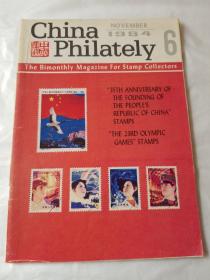 China
Philately
NOVEMBER
1984
6
The Bimonthly Magazine For Stamp Collectors
"35TH ANNIVERSARY OF
THE FOUNDING OF
THE PEOPLE'S
REPUBLIC OF CHINA"
STAMPS
"THE 23RD OLYMPIC
GAMES" STAMPS